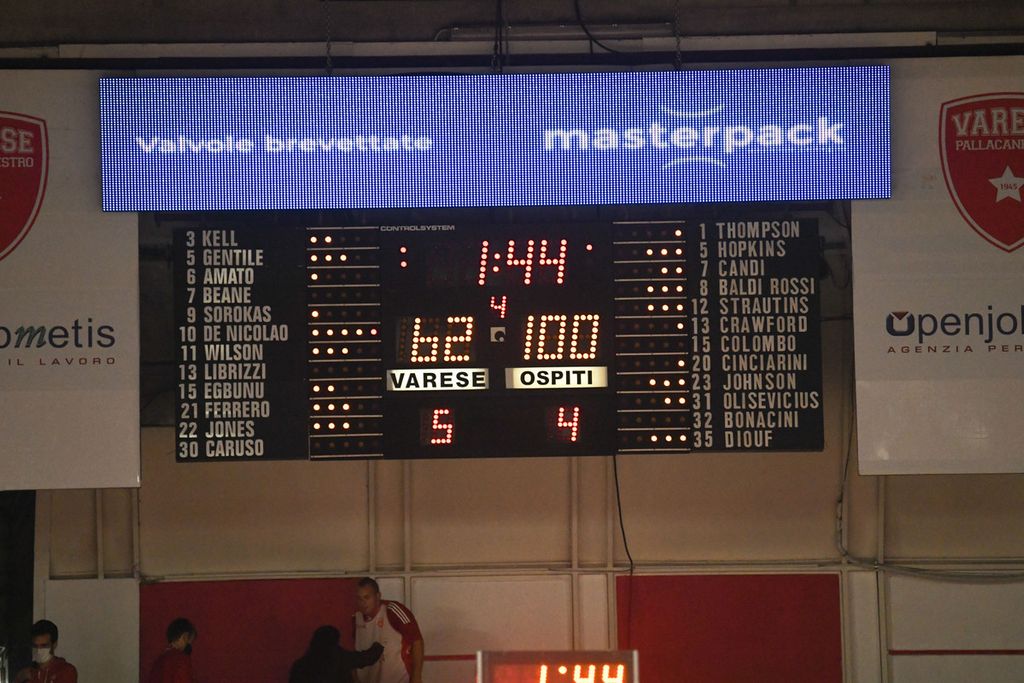 Valvole brevettate masterpack
SE
STRO
VARE
PALLACAN
1945
CONTROLSYSTEM
3 KELL
5 GENTILE
6 AMATO
7 BEANE
9 SOROKAS
10 DE NICOLAO
11 WILSON
13 LIBRIZZI
15 EGBUNU
21 FERRERO
22 JONES
30 CARUSO
1:44
4
62 100
VARESE OSPITI
5 4
1 THOMPSON
5 HOPKINS
7 CANDI
8 BALDI ROSSI
12 STRAUTINS
13 CRAWFORD
15 COLOMBO
20 CINCIARINI
23 JOHNSON
31 OLISEVICIUS
32 BONACINI
35 DIOUF
ometis
IL LAVORO
openjob
AGENZIA PER
1:44